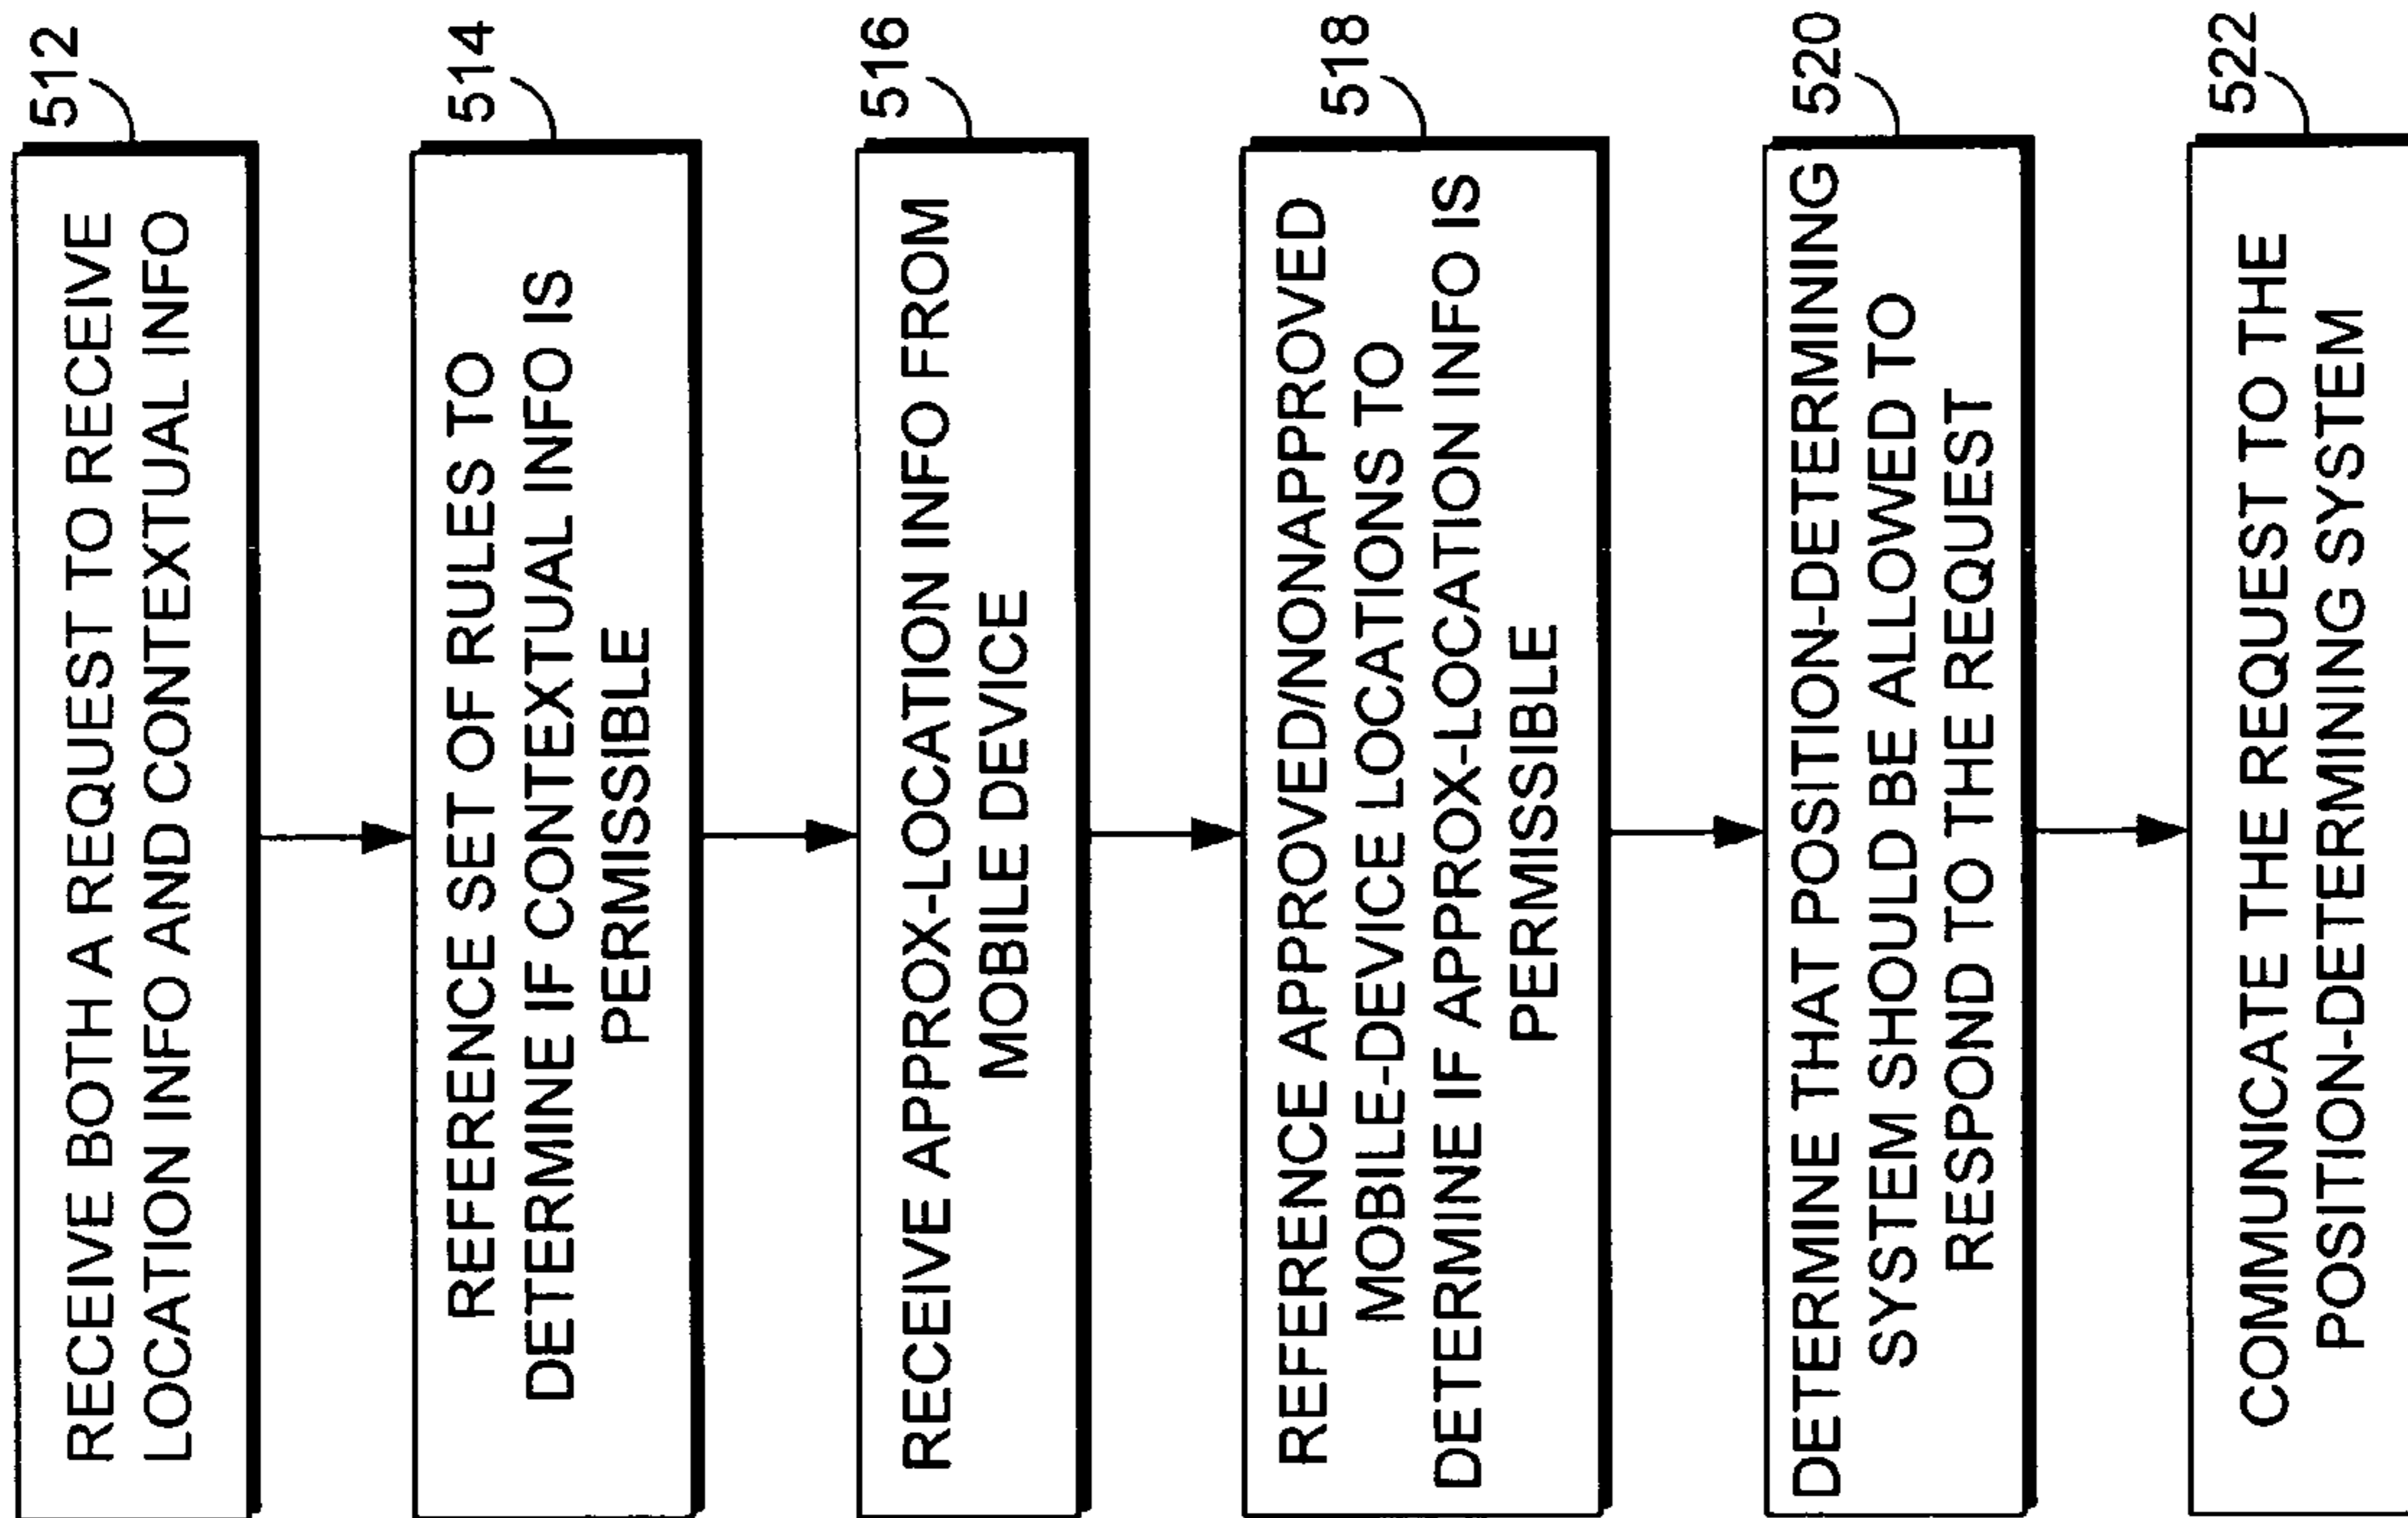 512
RECEIVE BOTH A REQUEST TO RECEIVE
LOCATION INFO AND CONTEXTUAL INFO
514
REFERENCE SET OF RULES TO
DETERMINE IF CONTEXTUAL INFO IS
PERMISSIBLE
516
RECEIVE APPROX-LOCATION INFO FROM
MOBILE DEVICE
518
REFERENCE APPROVED/NONAPPROVED
MOBILE-DEVICE LOCATIONS TO
DETERMINE IF APPROX-LOCATION INFO IS
PERMISSIBLE
520
DETERMINE THAT POSITION-DETERMINING
SYSTEM SHOULD BE ALLOWED TO
RESPOND TO THE REQUEST
522
COMMUNICATE THE REQUEST TO THE
POSITION-DETERMINING SYSTEM